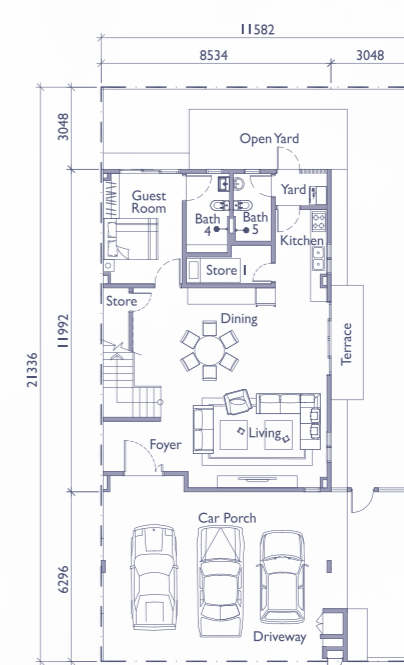 11582
8534
3048
3048
Open Yard
Guest
Room
Yard
Bath
4
Bath
5
Kitchen
Store 1
Store
Dining
11992
21336
Terrace
Living
Foyer
Car Porch
6296
Driveway